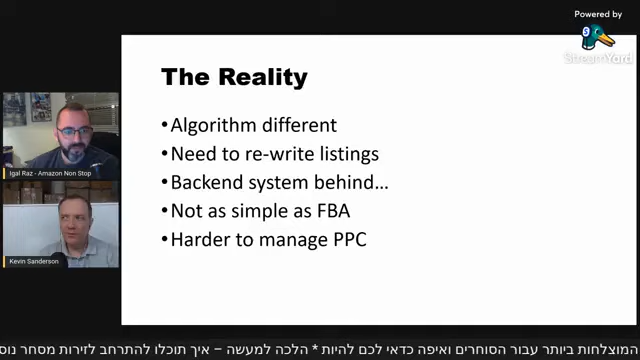 Powered by
StreamYard
The Reality
•Algorithm different
•Need to re-write listings
•Backend system behind...
•Not as simple as FBA
•Harder to manage PPC
Igal Raz - Amazon Non Stop
Kevin Sanderson
המוצלחות ביותר עבור הסוחרים ואיפה כדאי לכם להיות * הלכה למעשה – איך תוכלו להתרחב לזירות מסחר נוס